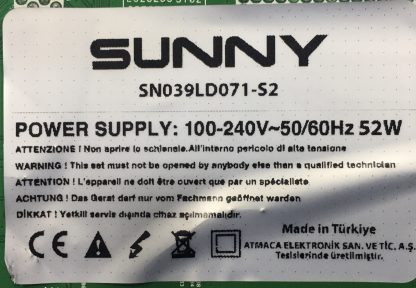 SUNNY
SN039LD071-S2
POWER SUPPLY: 100-240V~50/60Hz 52W
ATTENZIONE ! Non aprire lo schienale.All'interno pericolo di alta tensione
WARNING ! This set must not be opened by anybody else than a qualified technician
ATTENTION ! L'appareil ne doit être ouvert que par un spécialiste
ACHTUNG ! Das Gerat darf nur vom Fachmann geöffnet warden
DİKKAT ! Yetkili servis dışında cihaz açılmamalıdır.
Made in Türkiye
CE
ATMACA ELEKTRONİK SAN. VE TİC. A.Ş.
Tesislerinde üretilmiştir.